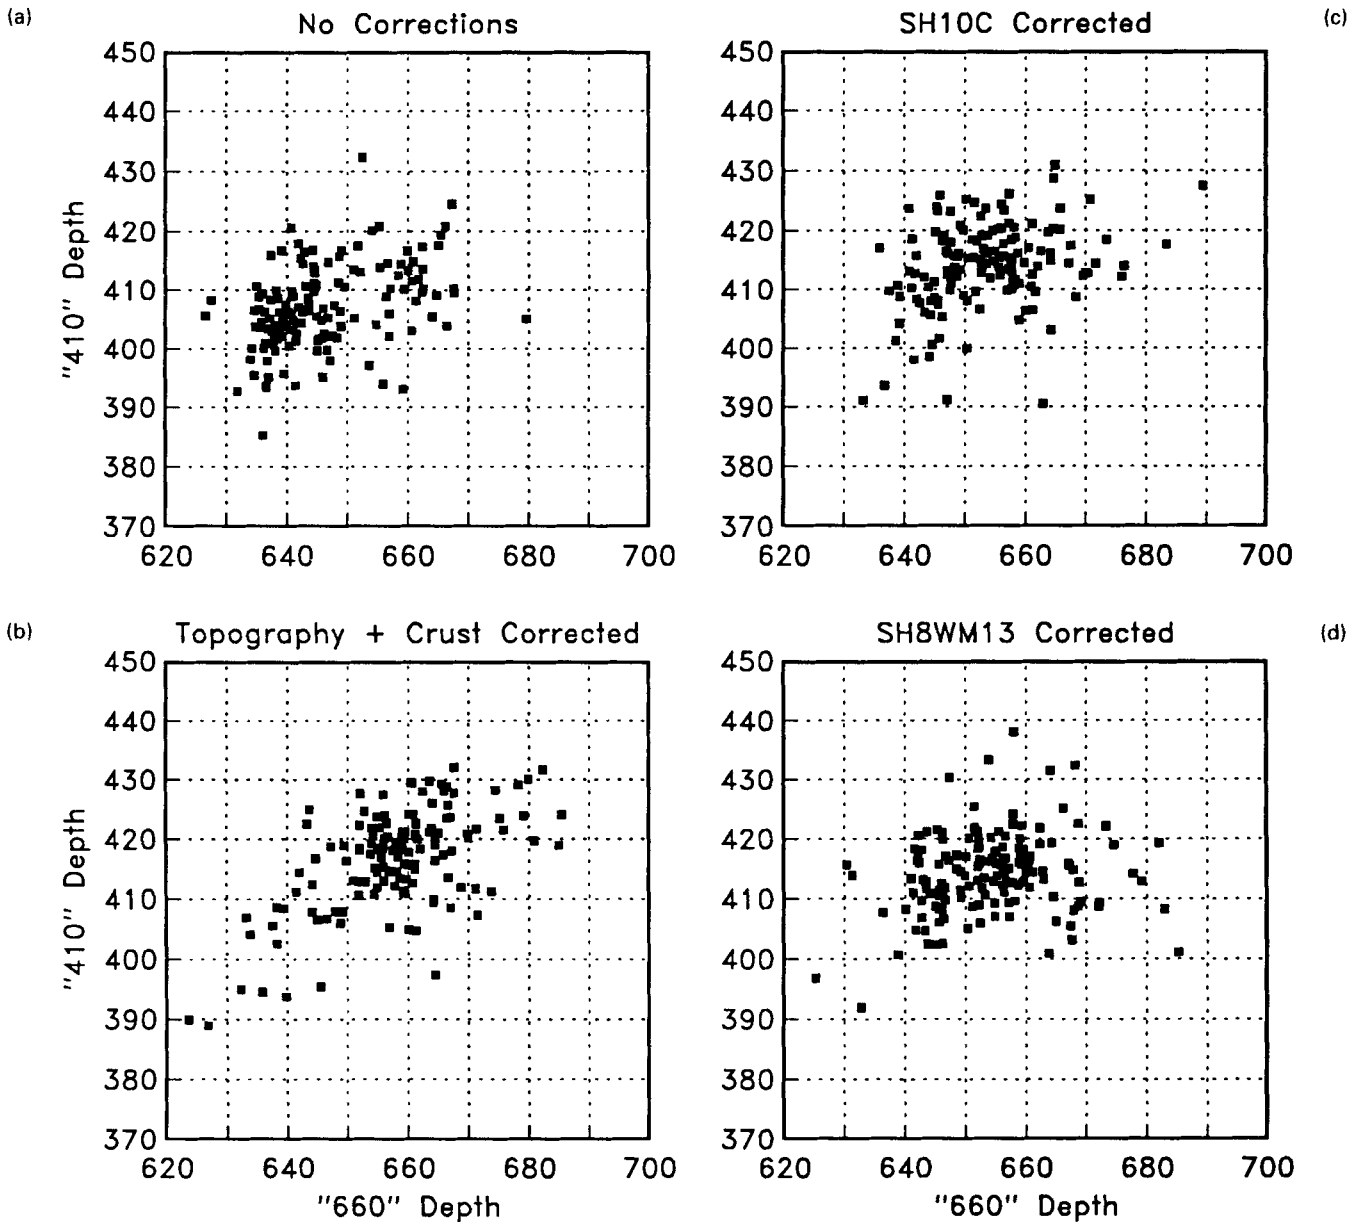 (a)
No Corrections
450
440
430
420
410
400
390
380
370
"410" Depth
620 640 660 680 700
(c)
SH10C Corrected
450
440
430
420
410
400
390
380
370
620 640 660 680 700
(b)
Topography + Crust Corrected
450
440
430
420
410
400
390
380
370
"410" Depth
620 640 660 680 700
"660" Depth
(d)
SH8WM13 Corrected
450
440
430
420
410
400
390
380
370
620 640 660 680 700
"660" Depth